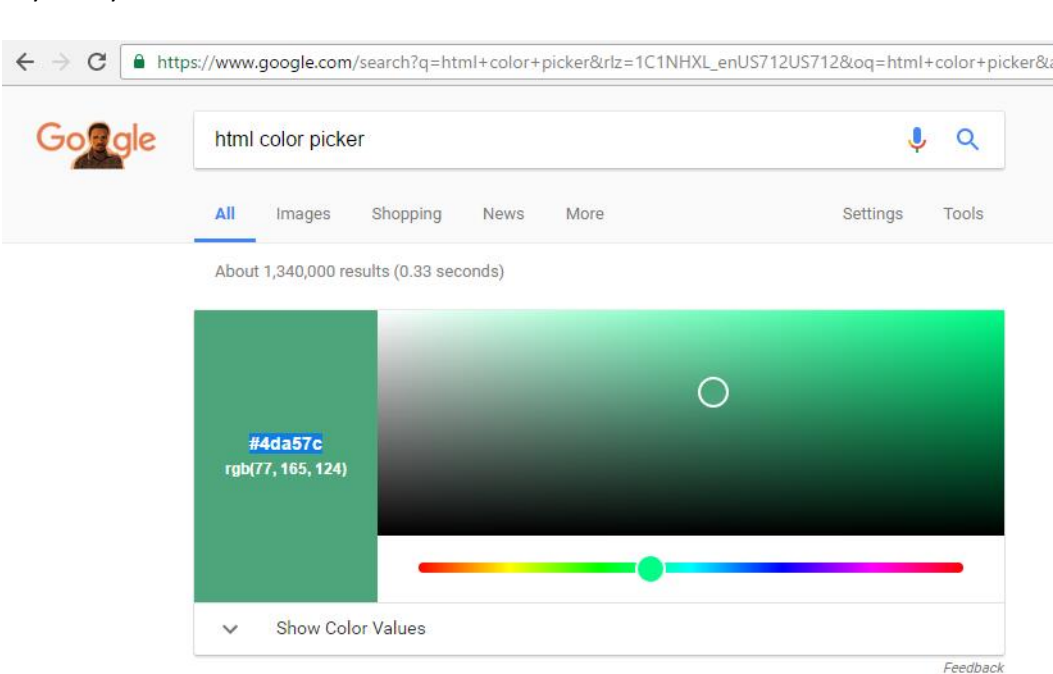 https://www.google.com/search?q=html+color+picker&rlz=1C1NHXL_enUS712US712&oq=html+color+picker&
Google
html color picker
All Images Shopping News More Settings Tools
About 1,340,000 results (0.33 seconds)
#4da57c
rgb(77, 165, 124)
Show Color Values
Feedback